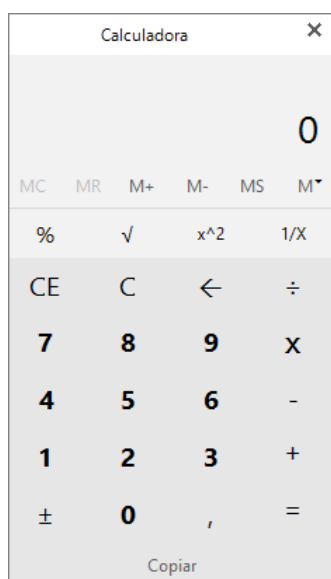 Calculadora ×
0
MC MR M+ M- MS M▾
% √ x^2 1/X
CE C ← ÷
7 8 9 x
4 5 6 -
1 2 3 +
± 0 , =
Copiar